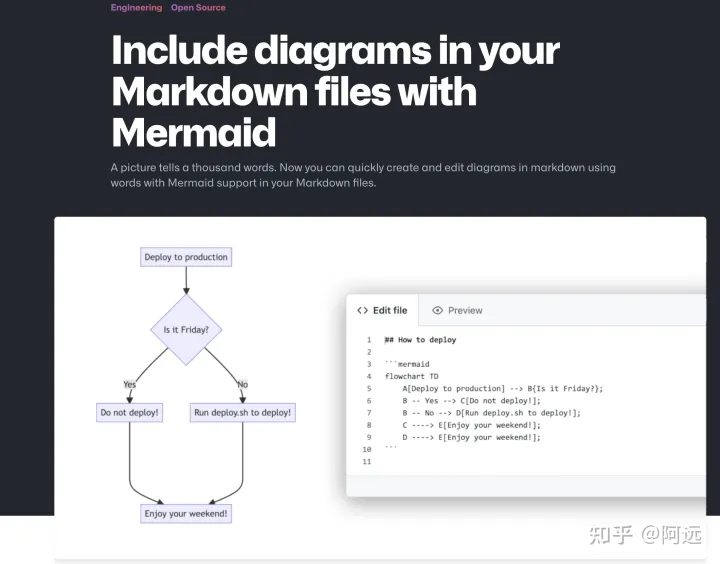 Engineering Open Source
Include diagrams in your
Markdown files with
Mermaid
A picture tells a thousand words. Now you can quickly create and edit diagrams in markdown using
words with Mermaid support in your Markdown files.
Deploy to production
Is it Friday?
Yes
No
Do not deploy!
Run deploy.sh to deploy!
Enjoy your weekend!
<> Edit file
Preview
1 ## How to deploy
2
3 ```mermaid
4 flowchart TD
5 A[Deploy to production] --> B{Is it Friday?};
6 B -- Yes --> C[Do not deploy!];
7 B -- No --> D[Run deploy.sh to deploy!];
8 C ----> E[Enjoy your weekend!];
9 D ----> E[Enjoy your weekend!];
10 ```
11
知乎 @阿远